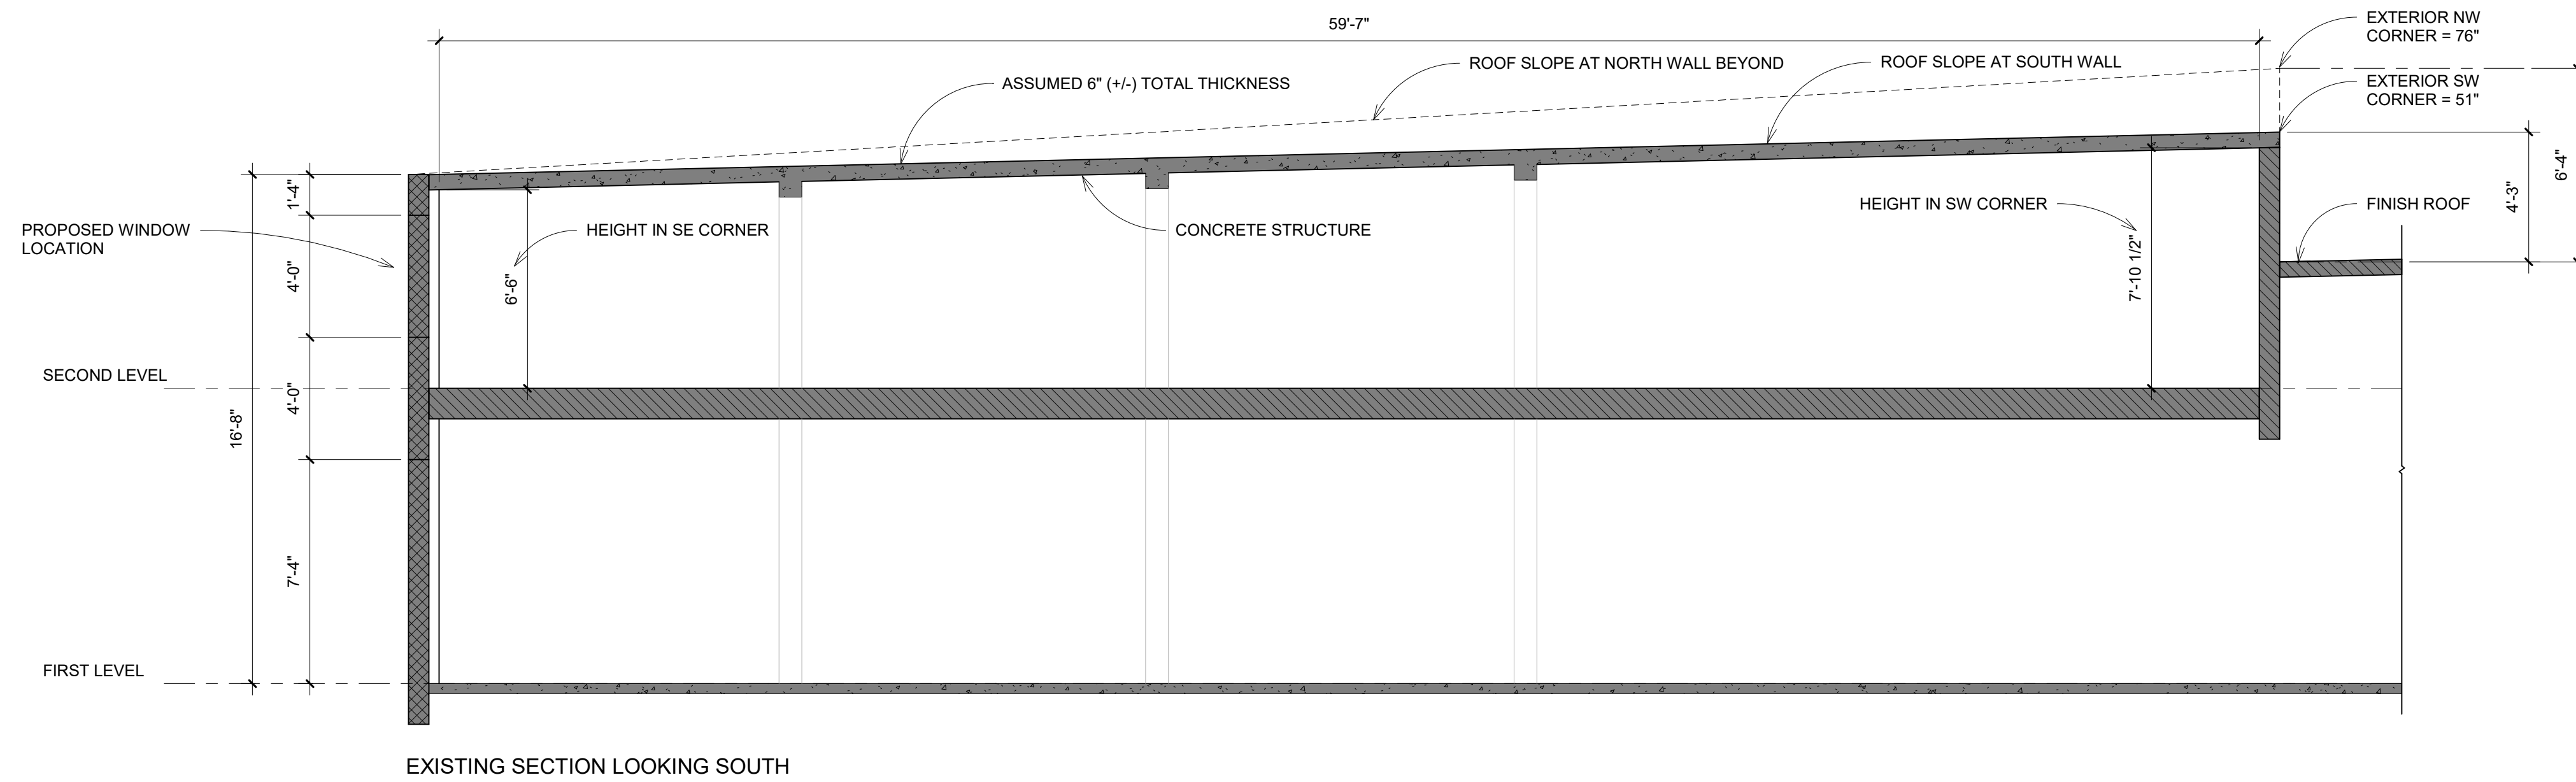 59'-7"
EXTERIOR NW
CORNER = 76"
ROOF SLOPE AT NORTH WALL BEYOND
ROOF SLOPE AT SOUTH WALL
ASSUMED 6" (+/-) TOTAL THICKNESS
EXTERIOR SW
CORNER = 51"
6'-4"
4'-3"
1'-4"
PROPOSED WINDOW
LOCATION
HEIGHT IN SE CORNER
CONCRETE STRUCTURE
HEIGHT IN SW CORNER
FINISH ROOF
4'-0"
6'-6"
7'-10 1/2"
SECOND LEVEL
4'-0"
16'-8"
7'-4"
FIRST LEVEL
EXISTING SECTION LOOKING SOUTH